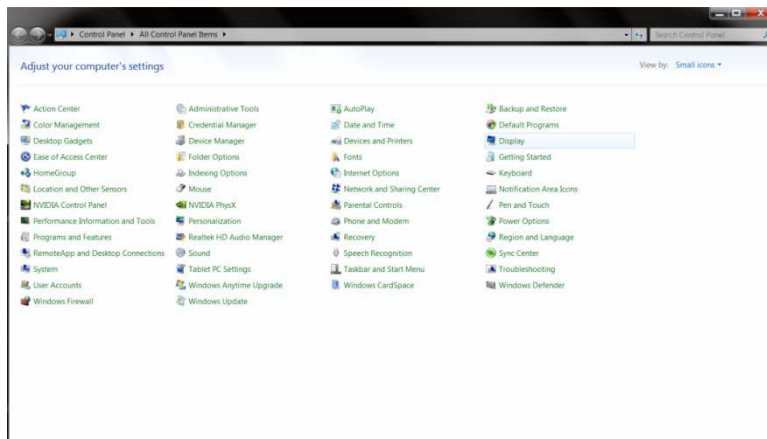 Control Panel All Control Panel Items Search Control Panel
Adjust your computer's settings View by: Small icons
Action Center Administrative Tools AutoPlay Backup and Restore
Color Management Credential Manager Date and Time Default Programs
Desktop Gadgets Device Manager Devices and Printers Display
Ease of Access Center Folder Options Fonts Getting Started
HomeGroup Indexing Options Internet Options Keyboard
Location and Other Sensors Mouse Network and Sharing Center Notification Area Icons
NVIDIA Control Panel NVIDIA PhysX Parental Controls Pen and Touch
Performance Information and Tools Personalization Phone and Modem Power Options
Programs and Features Realtek HD Audio Manager Recovery Region and Language
RemoteApp and Desktop Connections Sound Speech Recognition Sync Center
System Tablet PC Settings Taskbar and Start Menu Troubleshooting
User Accounts Windows Anytime Upgrade Windows CardSpace Windows Defender
Windows Firewall Windows Update